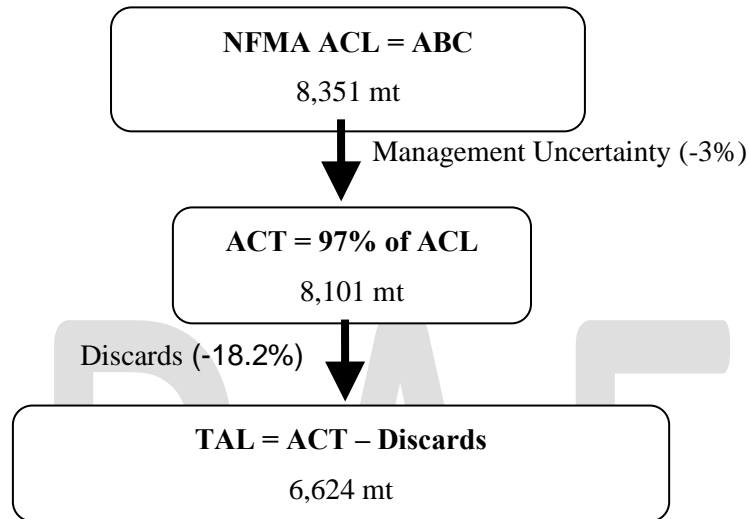 NFMA ACL = ABC
8,351 mt
Management Uncertainty (-3%)
ACT = 97% of ACL
8,101 mt
Discards (-18.2%)
TAL = ACT – Discards
6,624 mt